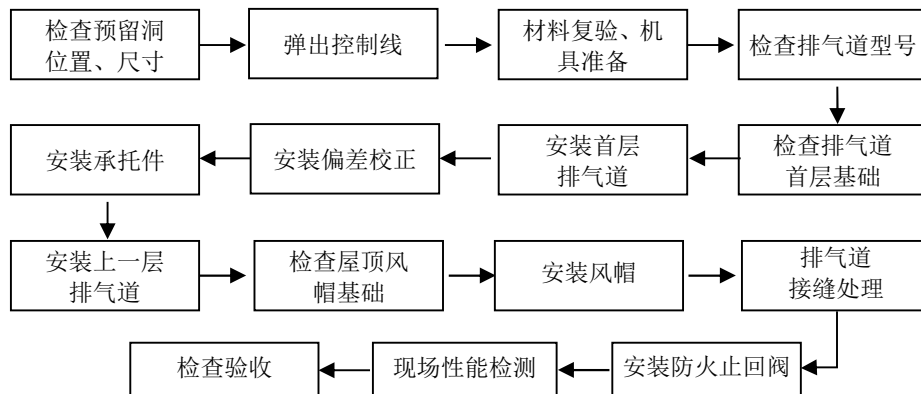 检查预留洞
位置、尺寸
弹出控制线
材料复验、机
具准备
检查排气道型号
检查排气道
首层基础
安装首层
排气道
安装偏差校正
安装承托件
安装上一层
排气道
检查屋顶风
帽基础
安装风帽
排气道
接缝处理
安装防火止回阀
现场性能检测
检查验收